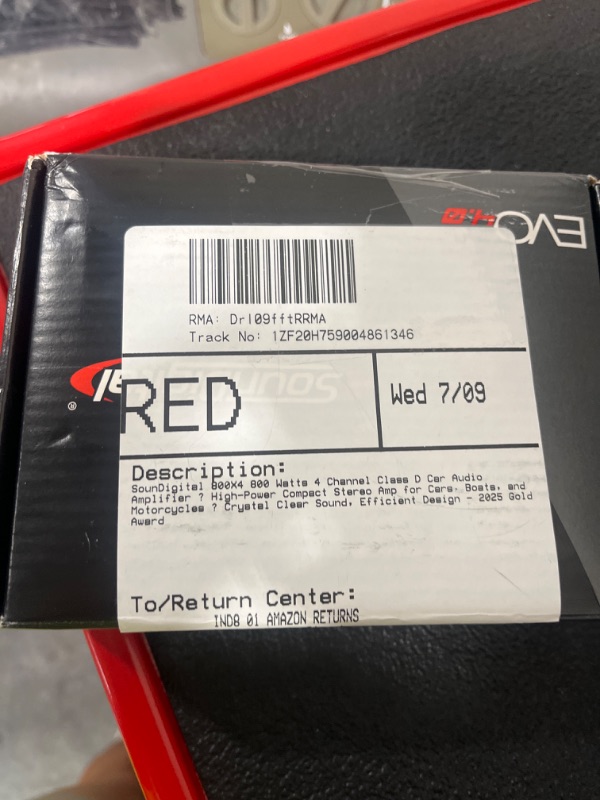 EVO 4.0
RMA: Drl09fftRRMA
Track No: 1ZF20H759004861346
RED
Wed 7/09
Description:
SounDigital 800X4 800 Watts 4 Channel Class D Car Audio
Amplifier ? High-Power Compact Stereo Amp for Cars, Boats, and
Motorcycles ? Crystal Clear Sound, Efficient Design - 2025 Gold
Award
To/Return Center:
IND8 01 AMAZON RETURNS